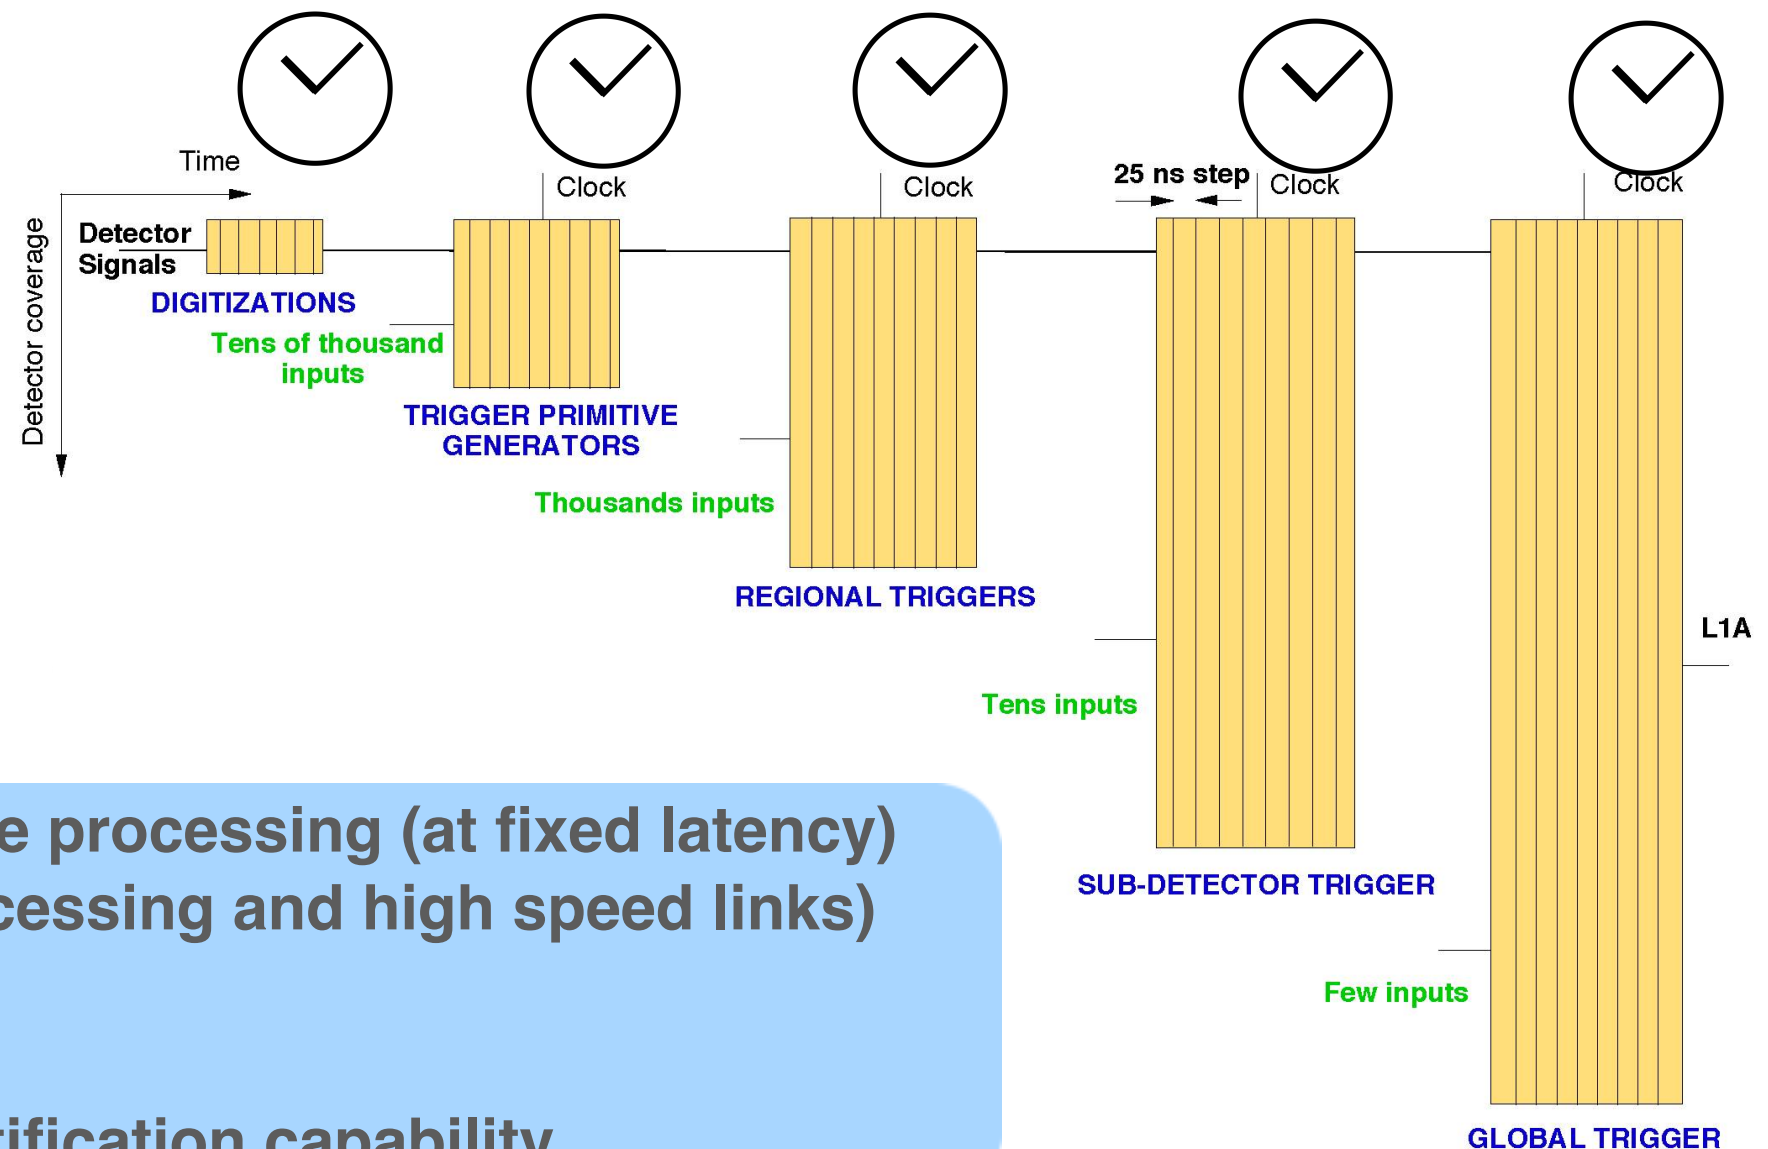 Time
Clock
Clock
25 ns step
Clock
Clock
Detector coverage
Detector
Signals
DIGITIZATIONS
Tens of thousand
inputs
TRIGGER PRIMITIVE
GENERATORS
Thousands inputs
REGIONAL TRIGGERS
L1A
Tens inputs
processing (at fixed latency)
and high speed links)
SUB-DETECTOR TRIGGER
Few inputs
capability
GLOBAL TRIGGER